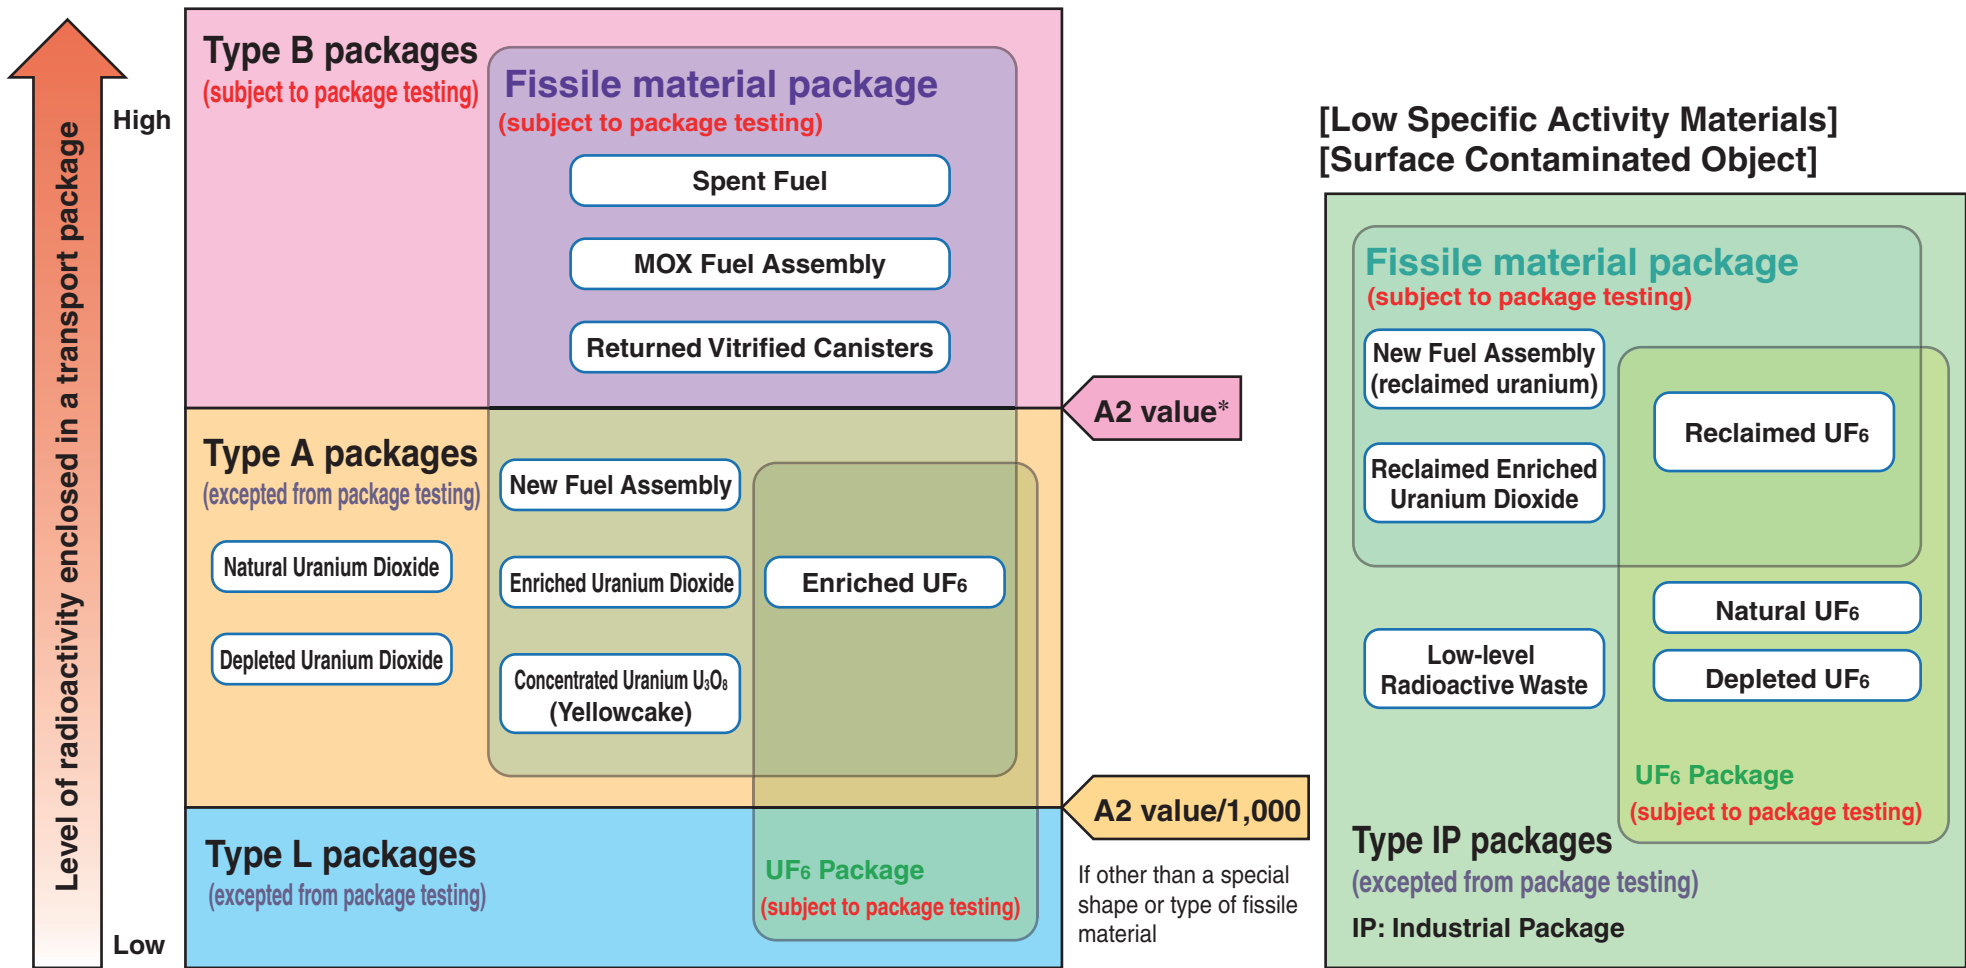 Level of radioactivity enclosed in a transport package
High
Low
Type B packages
(subject to package testing)
Fissile material package
(subject to package testing)
Spent Fuel
MOX Fuel Assembly
Returned Vitrified Canisters
A2 value*
Type A packages
(excepted from package testing)
Natural Uranium Dioxide
Depleted Uranium Dioxide
New Fuel Assembly
Enriched Uranium Dioxide
Concentrated Uranium U₃O₈
(Yellowcake)
Enriched UF₆
A2 value/1,000
If other than a special
shape or type of fissile
material
Type L packages
(excepted from package testing)
UF₆ Package
(subject to package testing)
[Low Specific Activity Materials]
[Surface Contaminated Object]
Fissile material package
(subject to package testing)
New Fuel Assembly
(reclaimed uranium)
Reclaimed Enriched
Uranium Dioxide
Reclaimed UF₆
Natural UF₆
Depleted UF₆
Low-level
Radioactive Waste
UF₆ Package
(subject to package testing)
Type IP packages
(excepted from package testing)
IP: Industrial Package